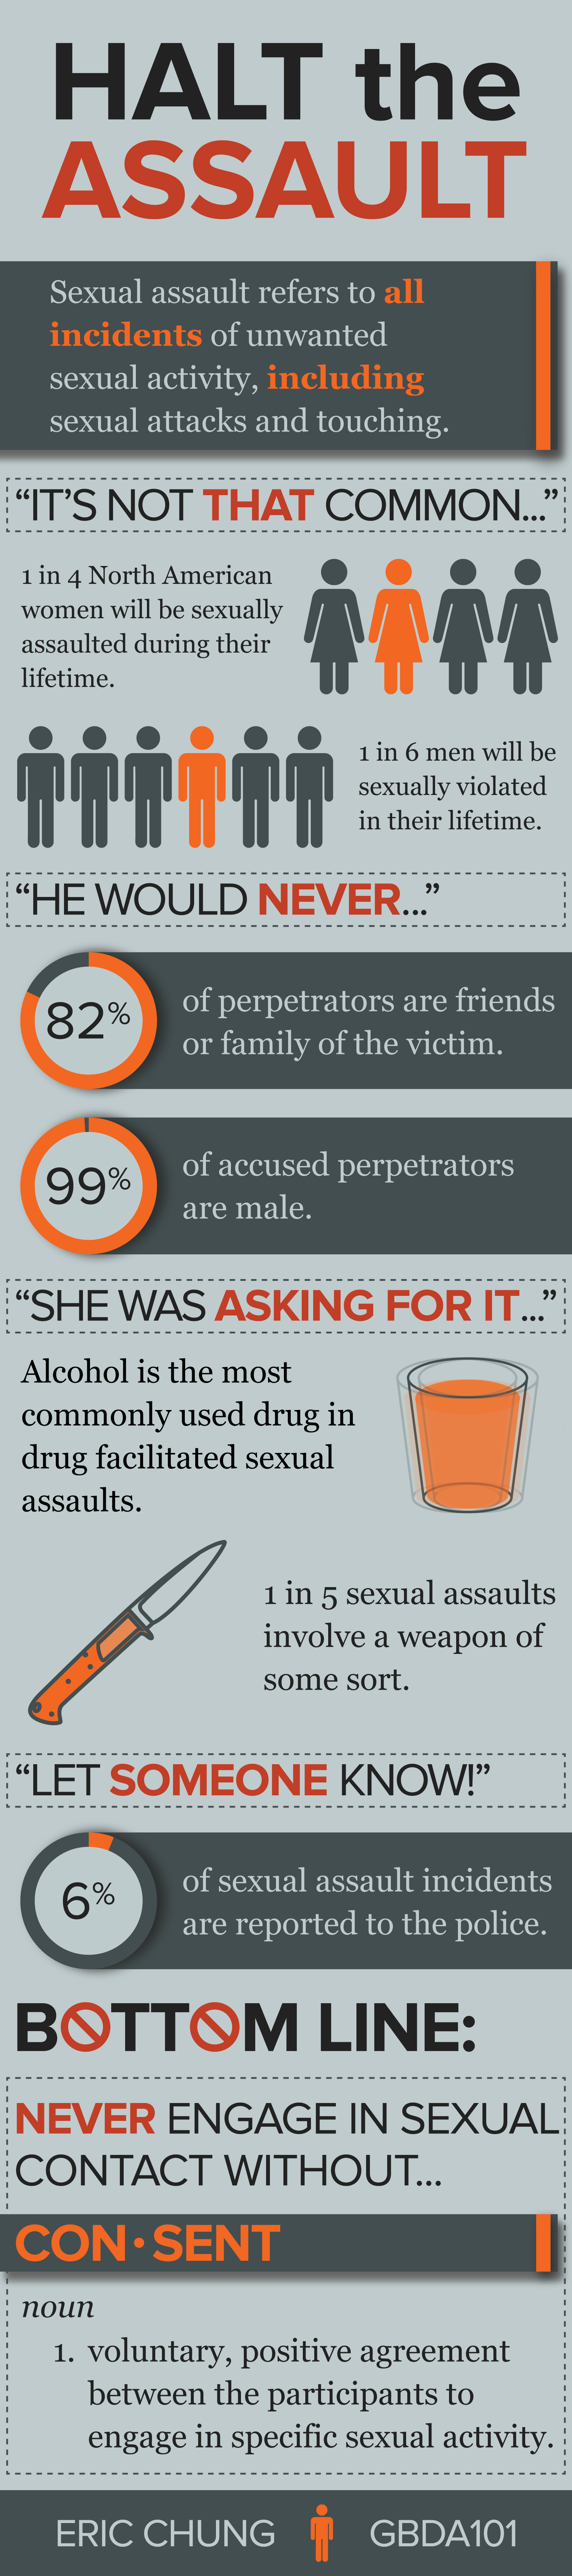 HALT the
ASSAULT
Sexual assault refers to all
incidents of unwanted
sexual activity, including
sexual attacks and touching.
“IT’S NOT THAT COMMON...”
1 in 4 North American
women will be sexually
assaulted during their
lifetime.
1 in 6 men will be
sexually violated
in their lifetime.
“HE WOULD NEVER...”
82%
of perpetrators are friends
or family of the victim.
99%
of accused perpetrators
are male.
“SHE WAS ASKING FOR IT...”
Alcohol is the most
commonly used drug in
drug facilitated sexual
assaults.
1 in 5 sexual assaults
involve a weapon of
some sort.
“LET SOMEONE KNOW!”
6%
of sexual assault incidents
are reported to the police.
BOTTOM LINE:
NEVER ENGAGE IN SEXUAL
CONTACT WITHOUT...
CON·SENT
noun
1. voluntary, positive agreement
between the participants to
engage in specific sexual activity.
ERIC CHUNG GBDA101